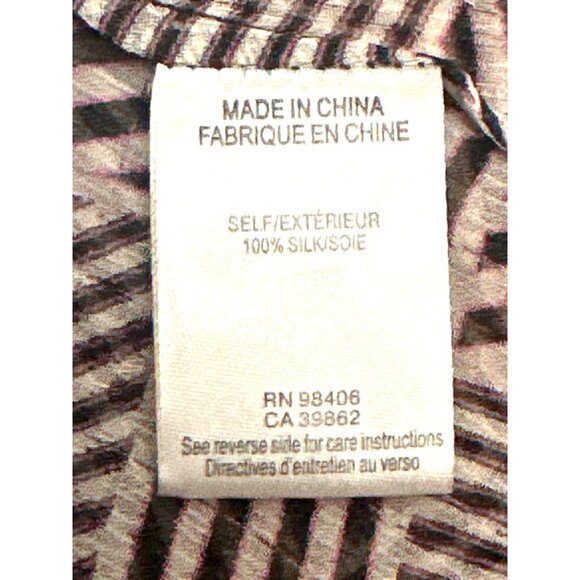 MADE IN CHINA
FABRIQUE EN CHINE
SELF/EXTÉRIEUR
100% SILK/SOIE
RN 98406
CA 39862
See reverse side for care instructions
Directives d'entretien au verso